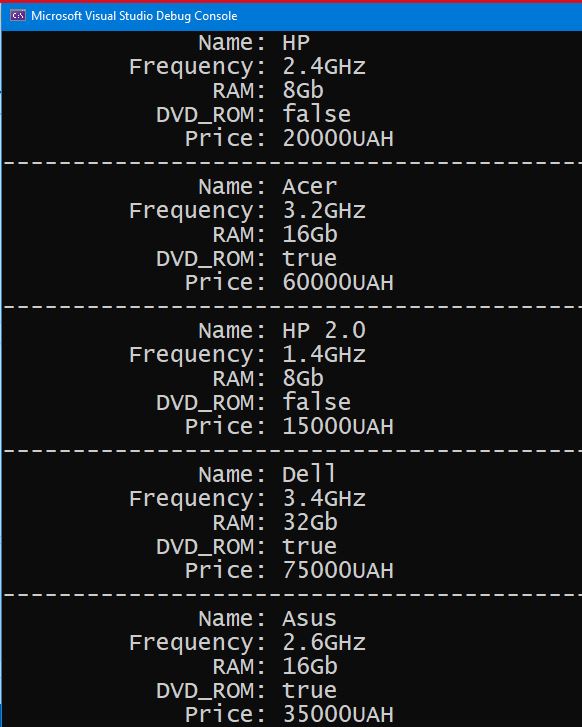 Microsoft Visual Studio Debug Console
Name: HP
Frequency: 2.4GHz
RAM: 8Gb
DVD_ROM: false
Price: 20000UAH
------------------------------------------
Name: Acer
Frequency: 3.2GHz
RAM: 16Gb
DVD_ROM: true
Price: 60000UAH
------------------------------------------
Name: HP 2.0
Frequency: 1.4GHz
RAM: 8Gb
DVD_ROM: false
Price: 15000UAH
------------------------------------------
Name: Dell
Frequency: 3.4GHz
RAM: 32Gb
DVD_ROM: true
Price: 75000UAH
------------------------------------------
Name: Asus
Frequency: 2.6GHz
RAM: 16Gb
DVD_ROM: true
Price: 35000UAH